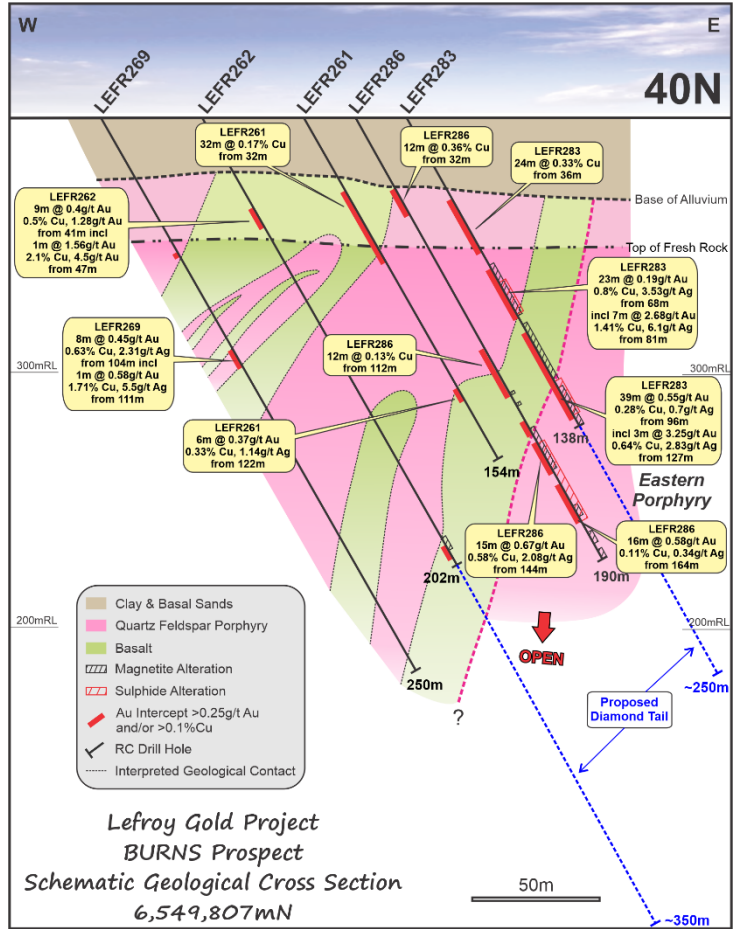 W
E
LEFR269
LEFR262
LEFR261
LEFR286
LEFR283
40N
LEFR261
32m @ 0.17% Cu
from 32m
LEFR286
12m @ 0.36% Cu
from 32m
LEFR283
24m @ 0.33% Cu
from 36m
LEFR262
9m @ 0.4g/t Au
0.5% Cu, 1.28g/t Au
from 41m incl
1m @ 1.56g/t Au
2.1% Cu, 4.5g/t Au
from 47m
Base of Alluvium
Top of Fresh Rock
LEFR283
23m @ 0.19g/t Au
0.8% Cu, 3.53g/t Ag
from 68m
incl 7m @ 2.68g/t Au
1.41% Cu, 6.1g/t Ag
from 81m
LEFR269
8m @ 0.45g/t Au
0.63% Cu, 2.31g/t Ag
from 104m incl
1m @ 0.58g/t Au
1.71% Cu, 5.5g/t Ag
from 111m
LEFR286
12m @ 0.13% Cu
from 112m
300mRL
300mRL
LEFR283
39m @ 0.55g/t Au
0.28% Cu, 0.7g/t Ag
from 96m
incl 3m @ 3.25g/t Au
0.64% Cu, 2.83g/t Ag
from 127m
LEFR261
6m @ 0.37g/t Au
0.33% Cu, 1.14g/t Ag
from 122m
138m
154m
Eastern
Porphyry
LEFR286
15m @ 0.67g/t Au
0.58% Cu, 2.08g/t Ag
from 144m
LEFR286
16m @ 0.58g/t Au
0.11% Cu, 0.34g/t Ag
from 164m
202m
190m
200mRL
200mRL
OPEN
250m
~250m
?
Proposed
Diamond Tail
Clay & Basal Sands
Quartz Feldspar Porphyry
Basalt
Magnetite Alteration
Sulphide Alteration
Au Intercept >0.25g/t Au
and/or >0.1%Cu
RC Drill Hole
Interpreted Geological Contact
Lefroy Gold Project
BURNS Prospect
Schematic Geological Cross Section
6,549,807mN
50m
~350m